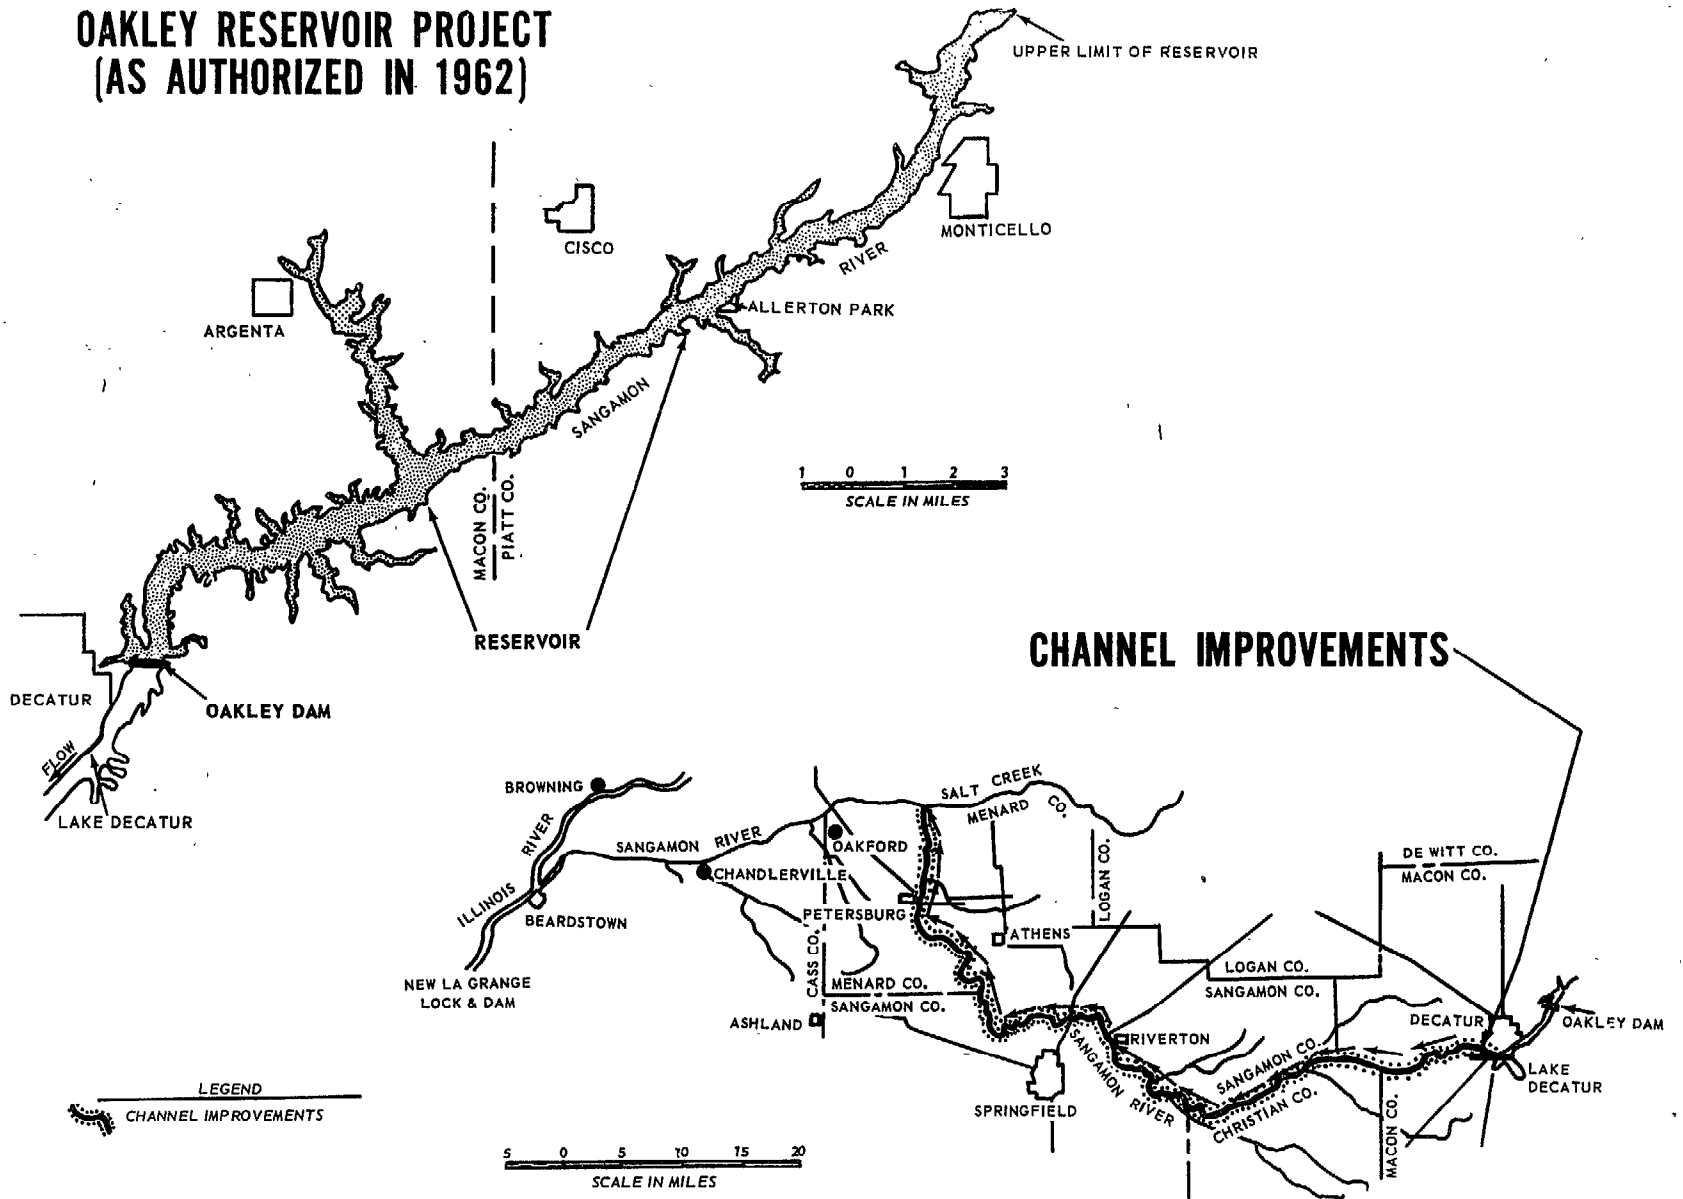 OAKLEY RESERVOIR PROJECT
(AS AUTHORIZED IN 1962)
UPPER LIMIT OF RESERVOIR
MONTICELLO
CISCO
RIVER
ALLERTON PARK
ARGENTA
SANGAMON
1 0 1 2 3
SCALE IN MILES
MACON CO.
PIATT CO.
RESERVOIR
DECATUR
OAKLEY DAM
FLOW
LAKE DECATUR
CHANNEL IMPROVEMENTS
BROWNING
SALT CREEK
MENARD CO.
RIVER
SANGAMON RIVER
OAKFORD
CHANDLERVILLE
LOGAN CO.
DE WITT CO.
MACON CO.
ILLINOIS
BEARDSTOWN
PETERSBURG
ATHENS
CASS CO.
LOGAN CO.
SANGAMON CO.
NEW LA GRANGE
LOCK & DAM
MENARD CO.
SANGAMON CO.
ASHLAND
DECATUR
OAKLEY DAM
RIVERTON
SANGAMON RIVER
SANGAMON CO.
CHRISTIAN CO.
LAKE
DECATUR
SPRINGFIELD
MACON CO.
LEGEND
CHANNEL IMPROVEMENTS
5 0 5 10 15 20
SCALE IN MILES